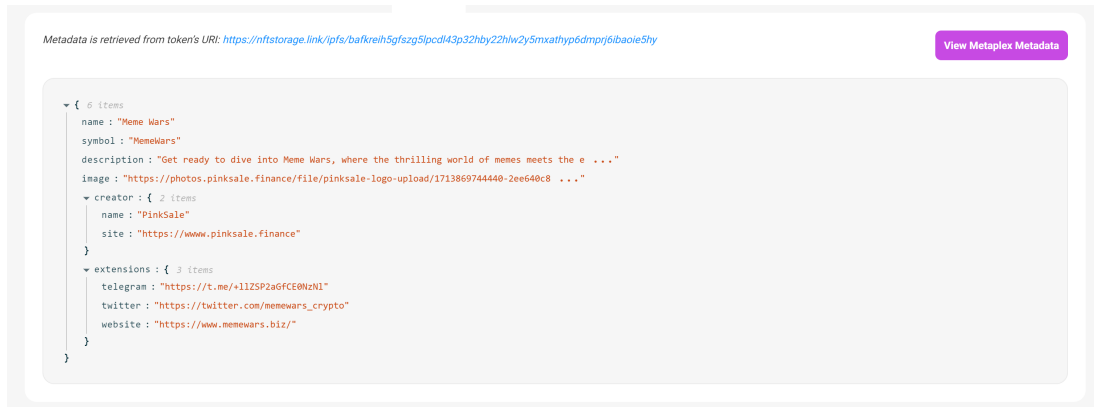 Metadata is retrieved from token's URI: https://nftstorage.link/ipfs/bafkreih5gfszg5lpcdl43p32hby22hlw2y5mxathyp6dmprj6ibaoie5hy
View Metaplex Metadata
{ 6 items
name : "Meme Wars"
symbol : "MemeWars"
description : "Get ready to dive into Meme Wars, where the thrilling world of memes meets the e ..."
image : "https://photos.pinksale.finance/file/pinksale-logo-upload/1713869744440-2ee640c8 ..."
creator : { 2 items
name : "PinkSale"
site : "https://wwww.pinksale.finance"
}
extensions : { 3 items
telegram : "https://t.me/+llZSP2aGfCE0NzNl"
twitter : "https://twitter.com/memewars_crypto"
website : "https://www.memewars.biz/"
}
}